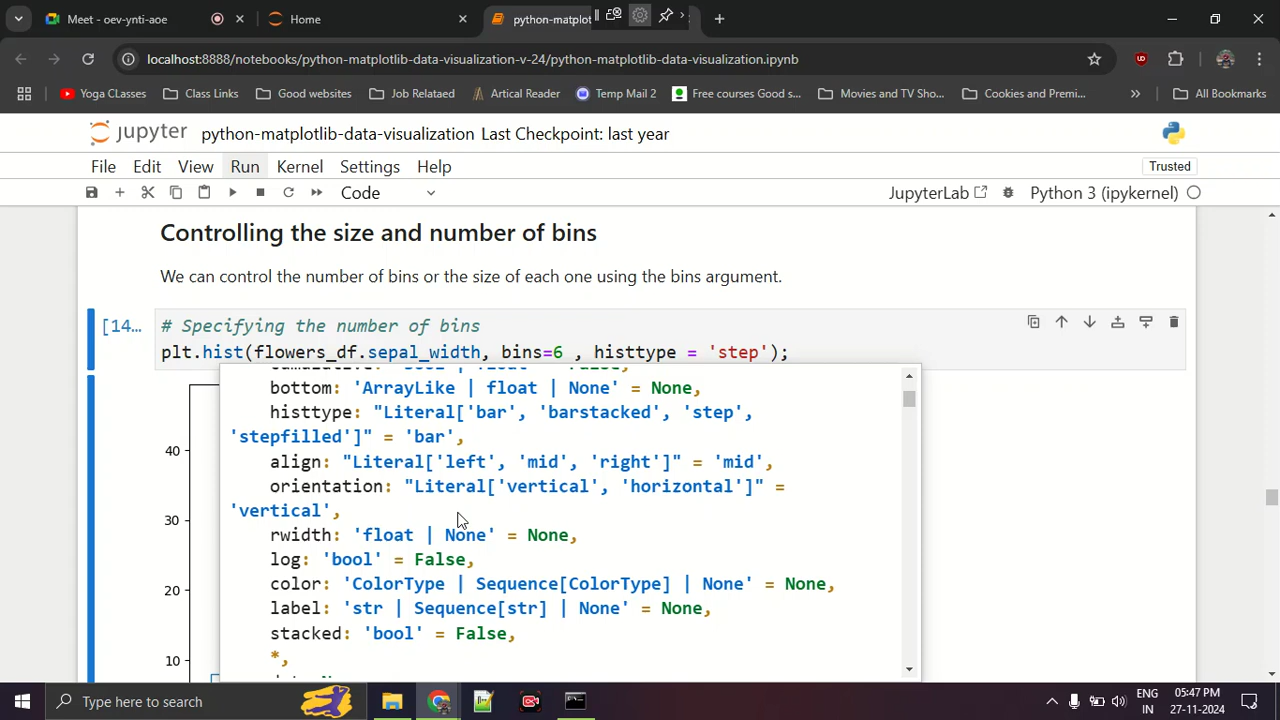 Meet - oev-ynti-aoe
Home
python-matplot
localhost:8888/notebooks/python-matplotlib-data-visualization-v-24/python-matplotlib-data-visualization.ipynb
Yoga CLasses
Class Links
Good websites
Job Relataed
Artical Reader
Temp Mail 2
Free courses Good s...
Movies and TV Sho...
Cookies and Premi...
All Bookmarks
jupyter
python-matplotlib-data-visualization Last Checkpoint: last year
File Edit View Run Kernel Settings Help
Trusted
Code
JupyterLab
Python 3 (ipykernel)
Controlling the size and number of bins
We can control the number of bins or the size of each one using the bins argument.
[14...
# Specifying the number of bins
plt.hist(flowers_df.sepal_width, bins=6 , histtype = 'step');
cumulative: 'bool | float' = False,
bottom: 'ArrayLike | float | None' = None,
histtype: "Literal['bar', 'barstacked', 'step',
'stepfilled']" = 'bar',
align: "Literal['left', 'mid', 'right']" = 'mid',
orientation: "Literal['vertical', 'horizontal']" =
'vertical',
rwidth: 'float | None' = None,
log: 'bool' = False,
color: 'ColorType | Sequence[ColorType] | None' = None,
label: 'str | Sequence[str] | None' = None,
stacked: 'bool' = False,
*,
40
30
20
10
Type here to search
ENG
IN
05:47 PM
27-11-2024